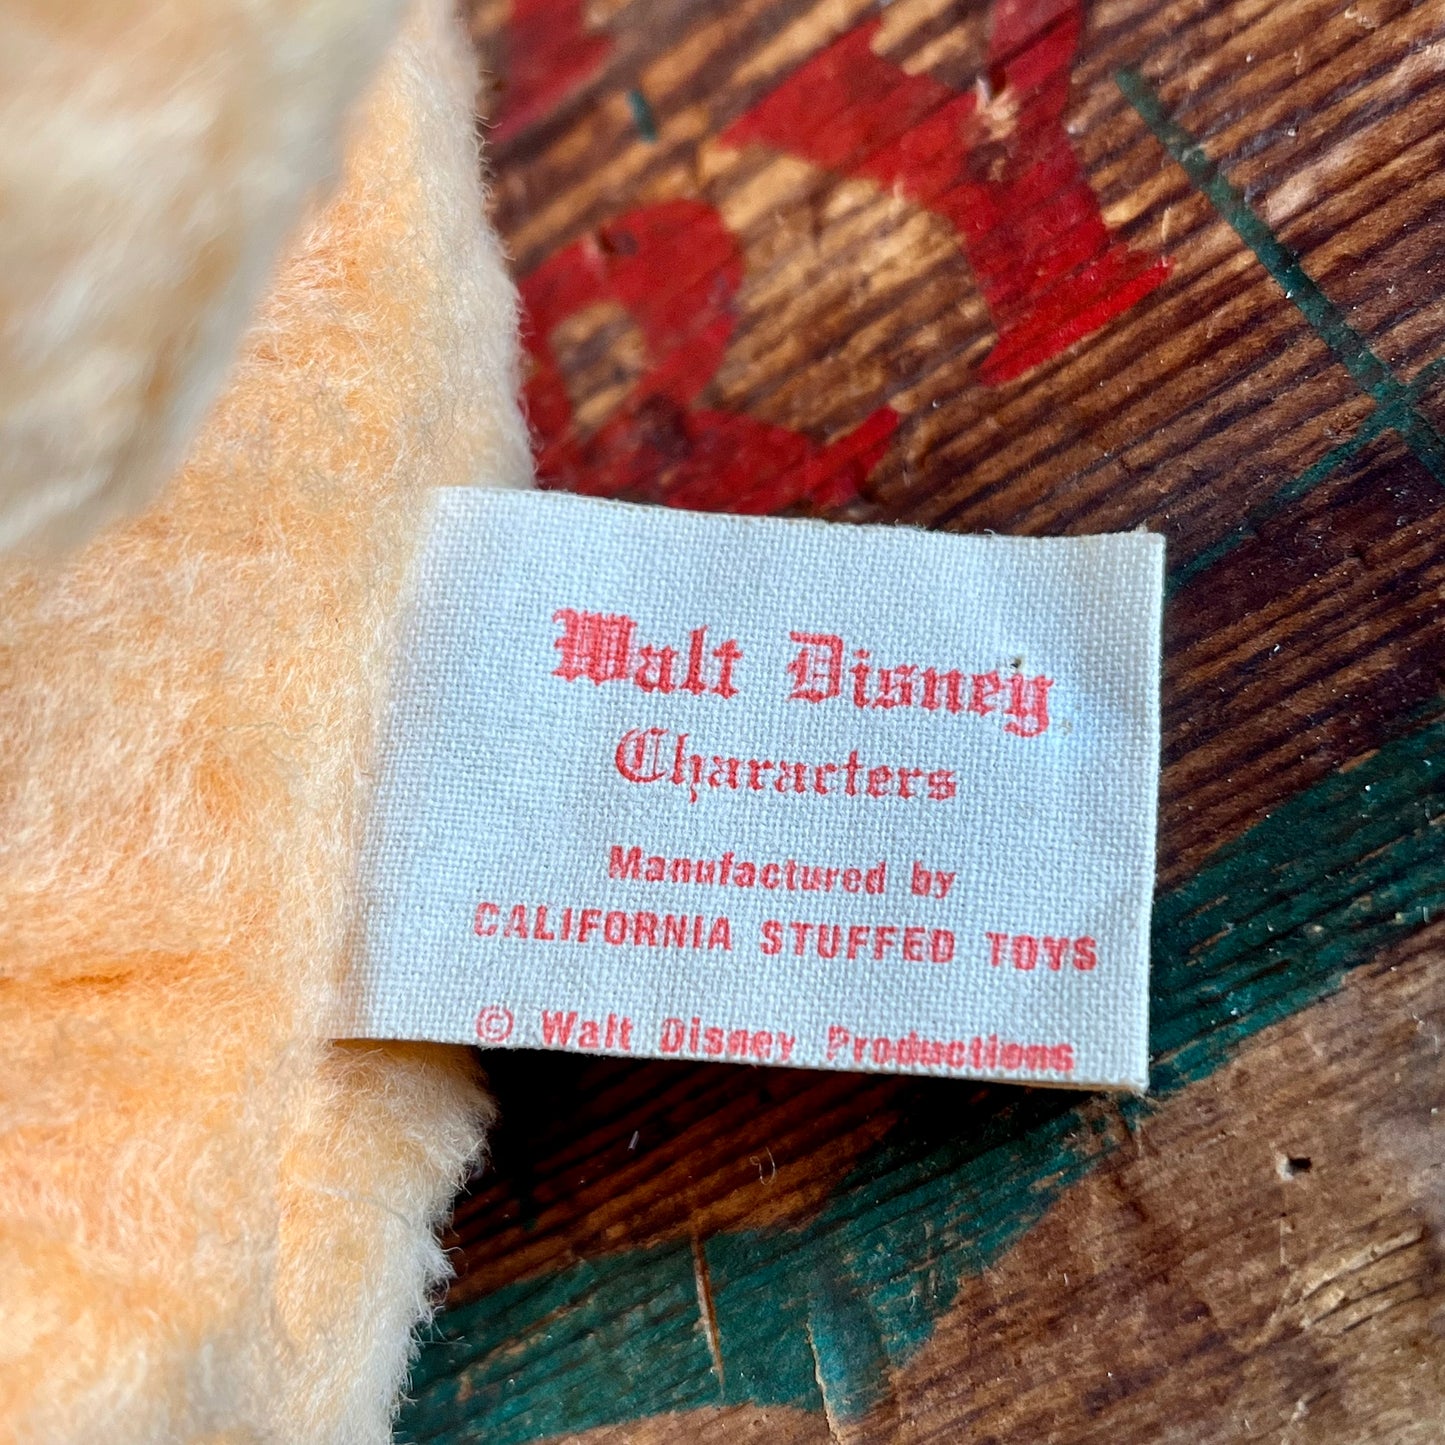 Walt Disney
Characters
Manufactured by
CALIFORNIA STUFFED TOYS
© Walt Disney Productions